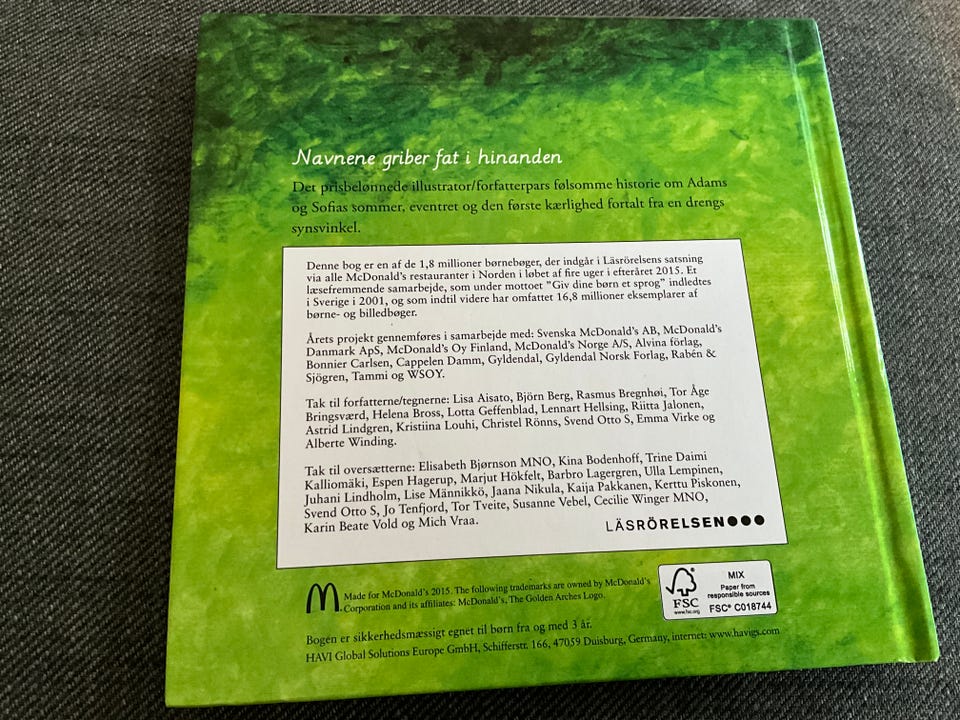 Navnene griber fat i hinanden
Det prisbelønnede illustrator/forfatterpars følsomme historie om Adams
og Sofias sommer, eventret og den første kærlighed fortalt fra en drengs
synsvinkel.
Denne bog er en af de 1,8 millioner børnebøger, der indgår i Läsrörelsens satsning
via alle McDonald's restauranter i Norden i løbet af fire uger i efteråret 2015. Et
læsefremmende samarbejde, som under mottoet "Giv dine børn et sprog" indledtes
i Sverige i 2001, og som indtil videre har omfattet 16,8 millioner eksemplarer af
børne- og billedbøger.
Årets projekt gennemføres i samarbejde med: Svenska McDonald's AB, McDonald's
Danmark ApS, McDonald's Oy Finland, McDonald's Norge A/S, Alvina förlag,
Bonnier Carlsen, Cappelen Damm, Gyldendal, Gyldendal Norsk Forlag, Rabén &
Sjögren, Tammi og WSOY.
Tak til forfatterne/tegnerne: Lisa Aisato, Björn Berg, Rasmus Bregnhøi, Tor Åge
Bringsværd, Helena Bross, Lotta Geffenblad, Lennart Hellsing, Riitta Jalonen,
Astrid Lindgren, Kristiina Louhi, Christel Rönns, Svend Otto S, Emma Virke og
Alberte Winding.
Tak til oversætterne: Elisabeth Bjørnson MNO, Kina Bodenhoff, Trine Daimi
Kalliomäki, Espen Hagerup, Marjut Hökfelt, Barbro Lagergren, Ulla Lempinen,
Juhani Lindholm, Lise Männikkö, Jaana Nikula, Kaija Pakkanen, Kerttu Piskonen,
Svend Otto S, Jo Tenfjord, Tor Tveite, Susanne Vebel, Cecilie Winger MNO,
Karin Beate Vold og Mich Vraa.
LÄSRÖRELSEN●●●
Made for McDonald's 2015. The following trademarks are owned by McDonald's
Corporation and its affiliates: McDonald's, The Golden Arches Logo.
FSC
www.fsc.org
MIX
Paper from
responsible sources
FSC® C018744
Bogen er sikkerhedsmæssigt egnet til børn fra og med 3 år.
HAVI Global Solutions Europe GmbH, Schifferstr. 166, 47059 Duisburg, Germany, internet: www.havigs.com